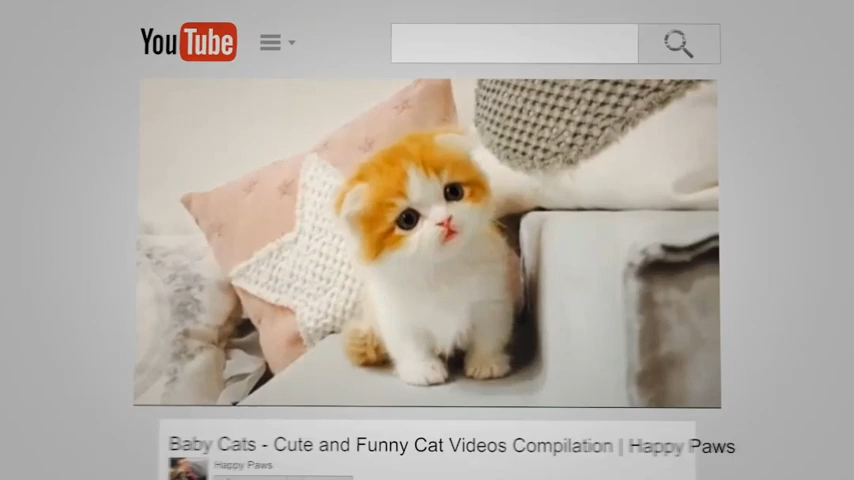 YouTube
Baby Cats - Cute and Funny Cat Videos Compilation | Happy Paws
Happy Paws